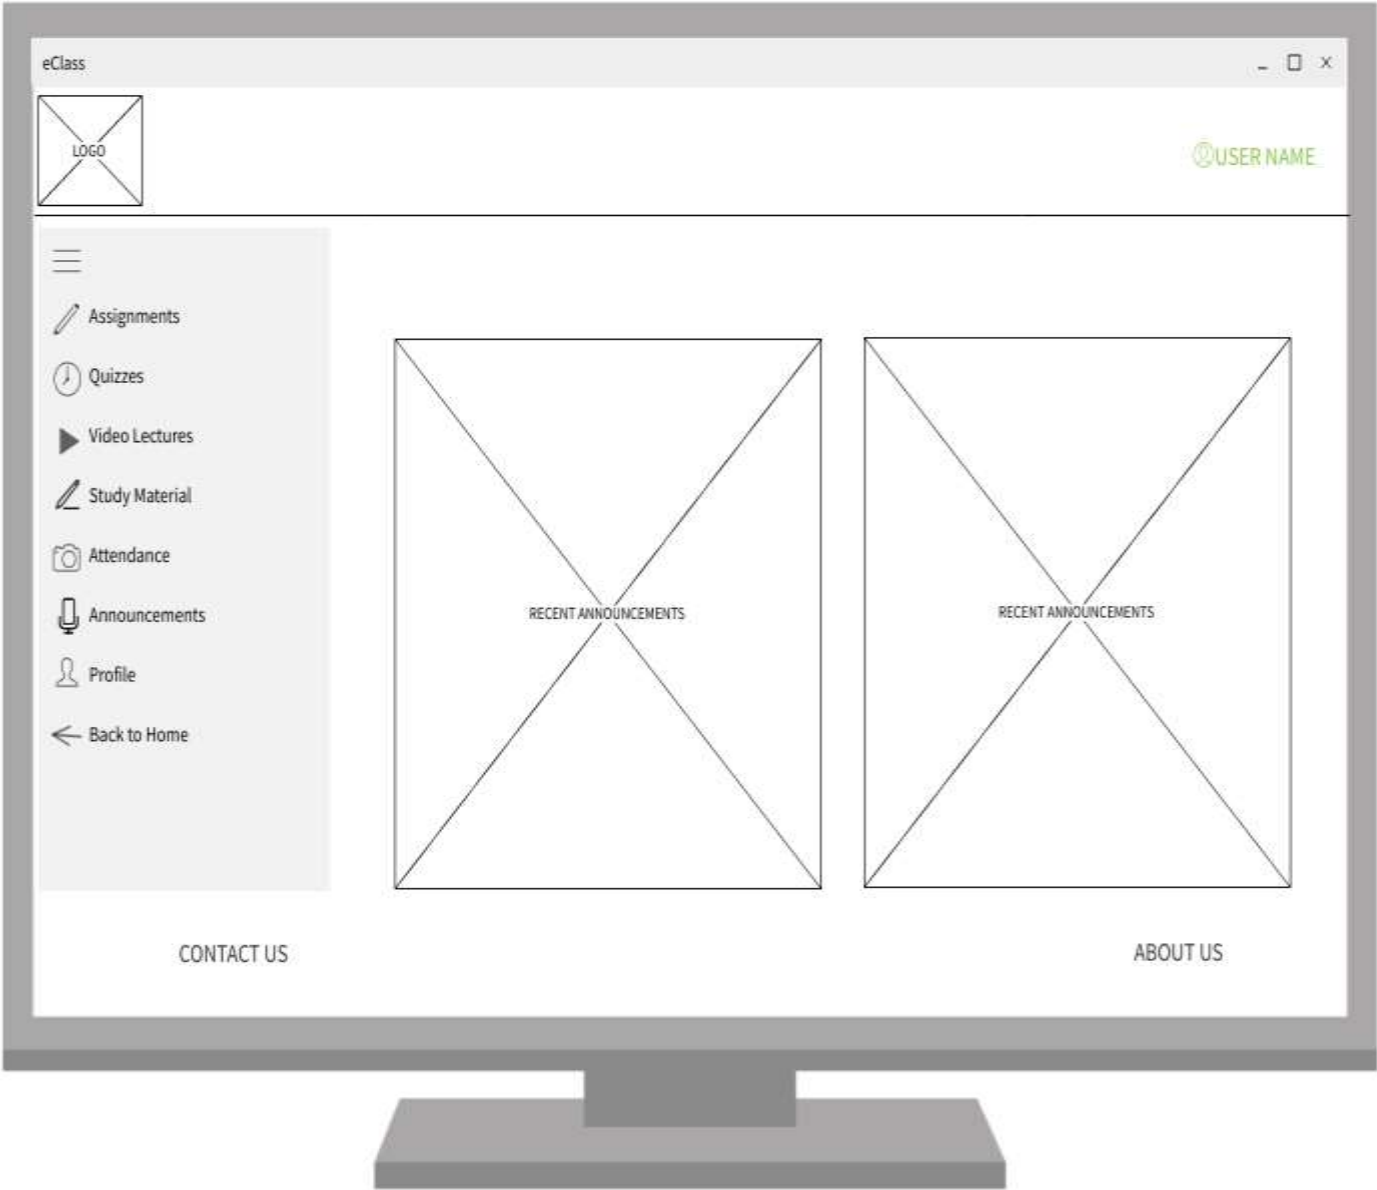 eClass
LOGO
USER NAME
Assignments
Quizzes
Video Lectures
Study Material
Attendance
Announcements
Profile
Back to Home
RECENT ANNOUNCEMENTS
RECENT ANNOUNCEMENTS
CONTACT US
ABOUT US